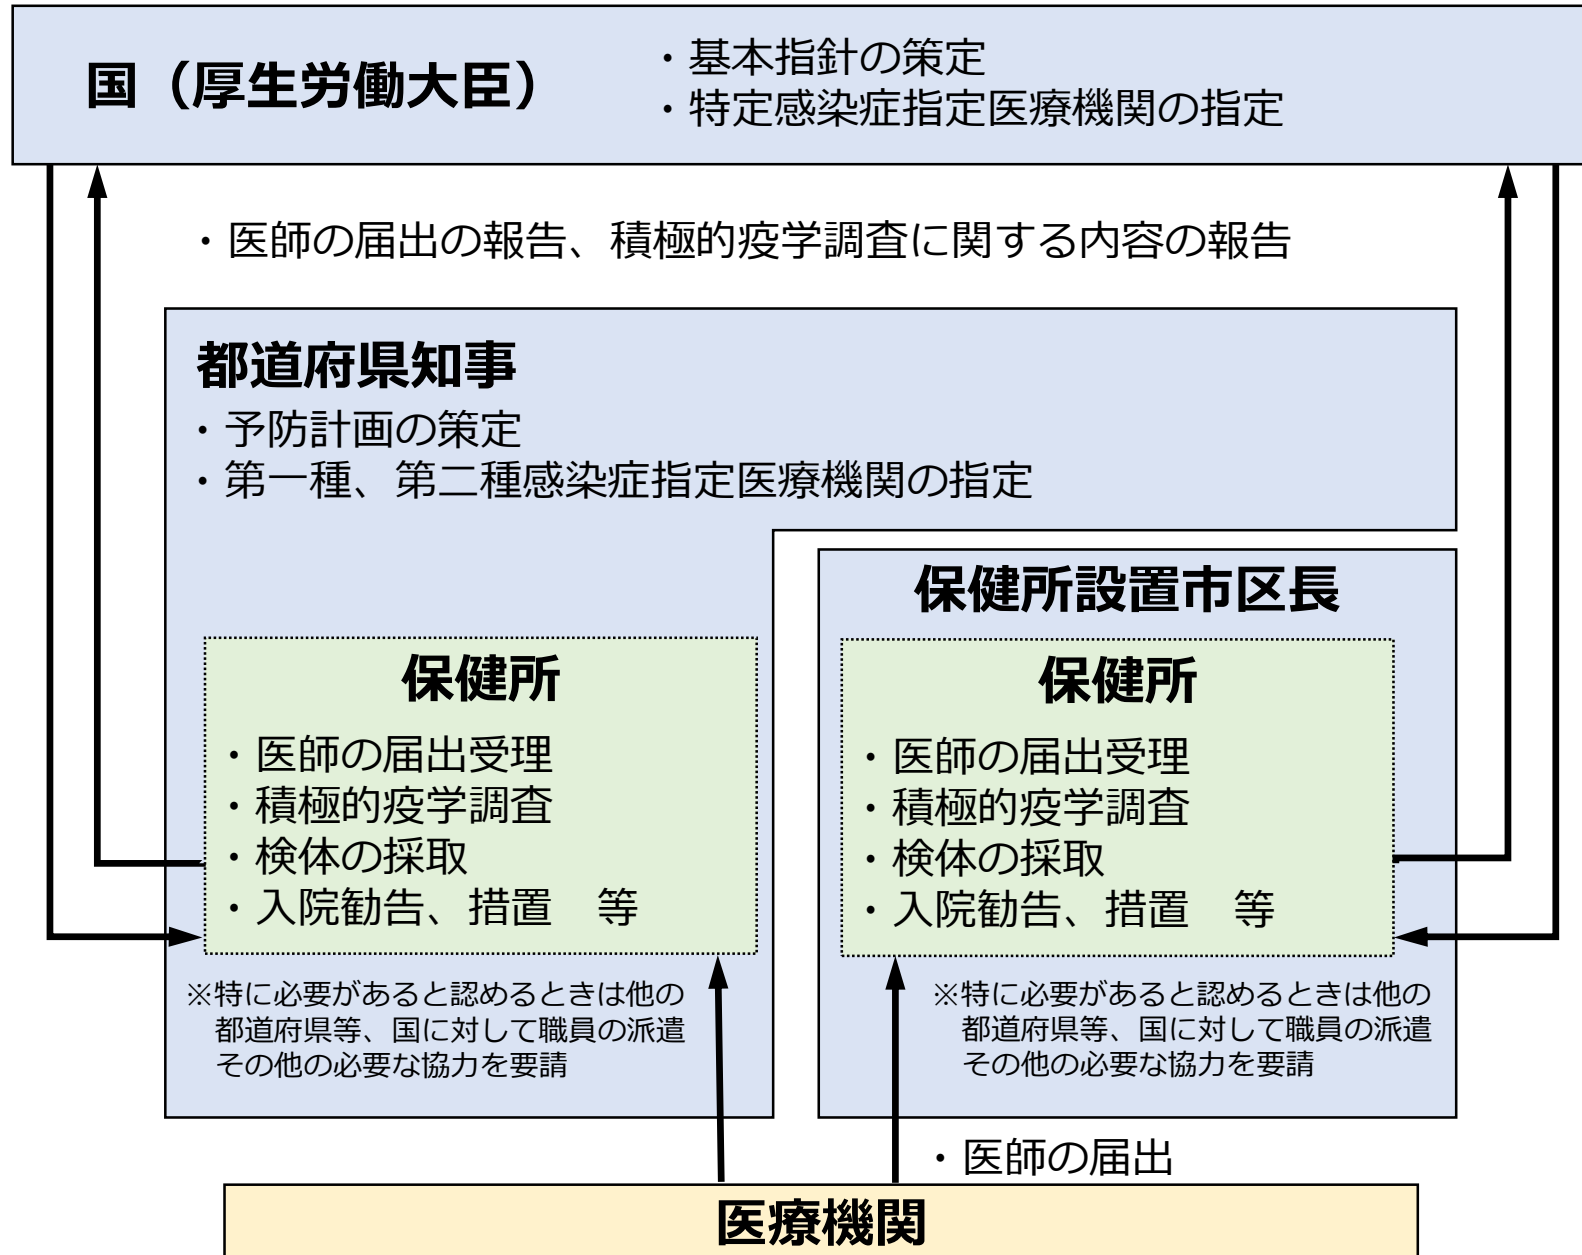 国（厚生労働大臣）
・基本指針の策定
・特定感染症指定医療機関の指定
・医師の届出の報告、積極的疫学調査に関する内容の報告
都道府県知事
・予防計画の策定
・第一種、第二種感染症指定医療機関の指定
保健所
・医師の届出受理
・積極的疫学調査
・検体の採取
・入院勧告、措置　等
※特に必要があると認めるときは他の
都道府県等、国に対して職員の派遣
その他の必要な協力を要請
保健所設置市区長
保健所
・医師の届出受理
・積極的疫学調査
・検体の採取
・入院勧告、措置　等
※特に必要があると認めるときは他の
都道府県等、国に対して職員の派遣
その他の必要な協力を要請
・医師の届出
医療機関